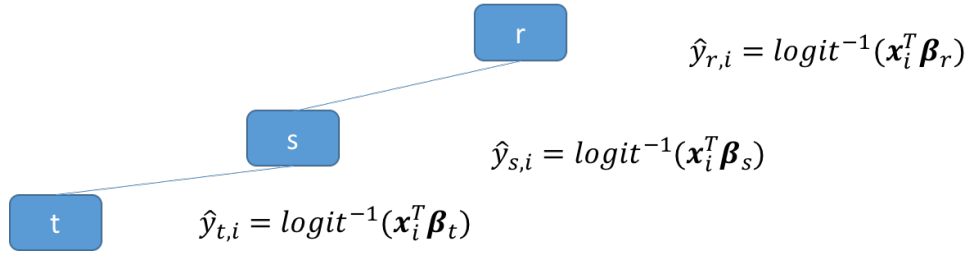 r
ŷ_{r,i} = logit⁻¹(𝒙_i^T 𝜷_r)
s
ŷ_{s,i} = logit⁻¹(𝒙_i^T 𝜷_s)
t
ŷ_{t,i} = logit⁻¹(𝒙_i^T 𝜷_t)